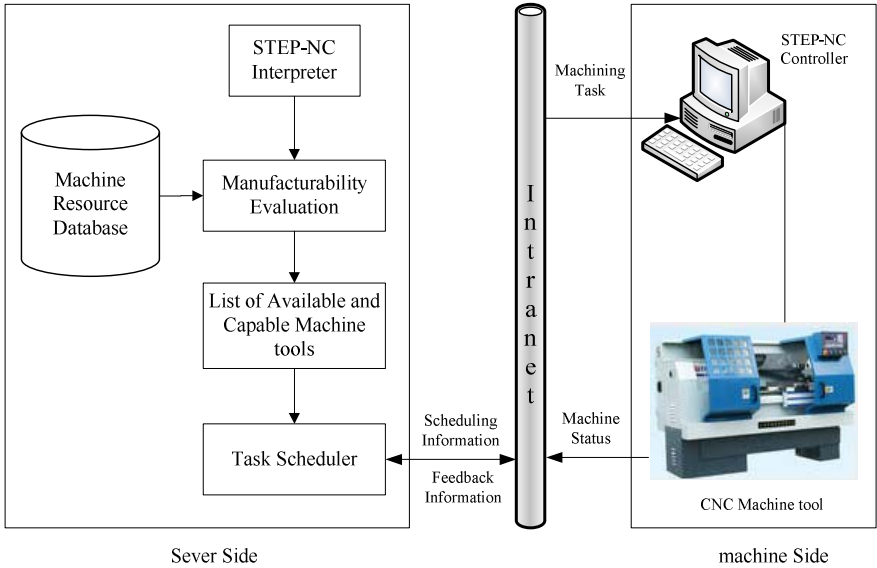 STEP-NC
Interpreter
Machine
Resource
Database
Manufacturability
Evaluation
List of Available and
Capable Machine
tools
Task Scheduler
Scheduling
Information
Feedback
Information
Intranet
Machining
Task
Machine
Status
STEP-NC
Controller
CNC Machine tool
Sever Side
machine Side